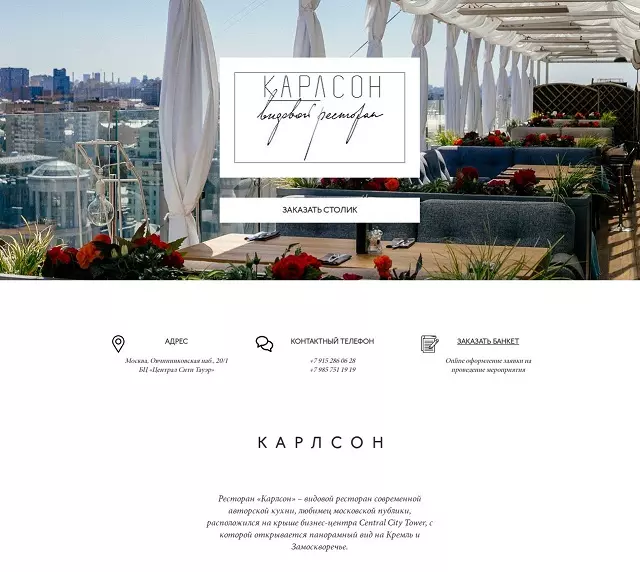 КАРЛСОН
видовой ресторан
ЗАКАЗАТЬ СТОЛИК
АДРЕС
Москва, Овчинниковская наб., 20/1
БЦ «Централ Сити Тауэр»
КОНТАКТНЫЙ ТЕЛЕФОН
+7 915 286 06 28
+7 985 751 19 19
ЗАКАЗАТЬ БАНКЕТ
Online оформление заявки на
проведение мероприятия
КАРЛСОН
Ресторан «Карлсон» – видовой ресторан современной
авторской кухни, любимец московской публики,
расположился на крыше бизнес-центра Central City Tower, с
которой открывается панорамный вид на Кремль и
Замоскворечье.